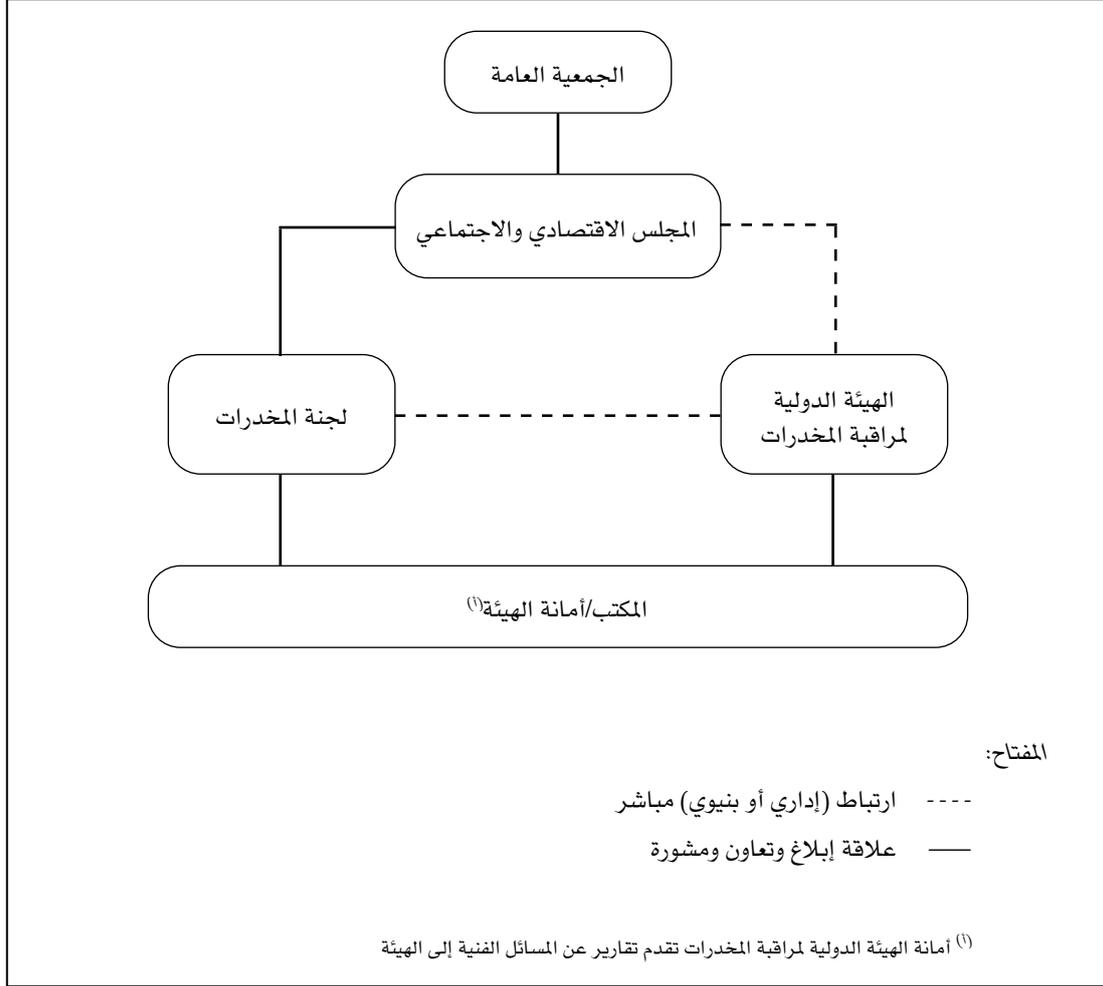 الجمعية العامة
المجلس الاقتصادي والاجتماعي
الهيئة الدولية
لمراقبة المخدرات
لجنة المخدرات
المكتب/أمانة الهيئة(أ)
المفتاح:
---- ارتباط (إداري أو بنيوي) مباشر
— علاقة إبلاغ وتعاون ومشورة
(أ) أمانة الهيئة الدولية لمراقبة المخدرات تقدم تقارير عن المسائل الفنية إلى الهيئة